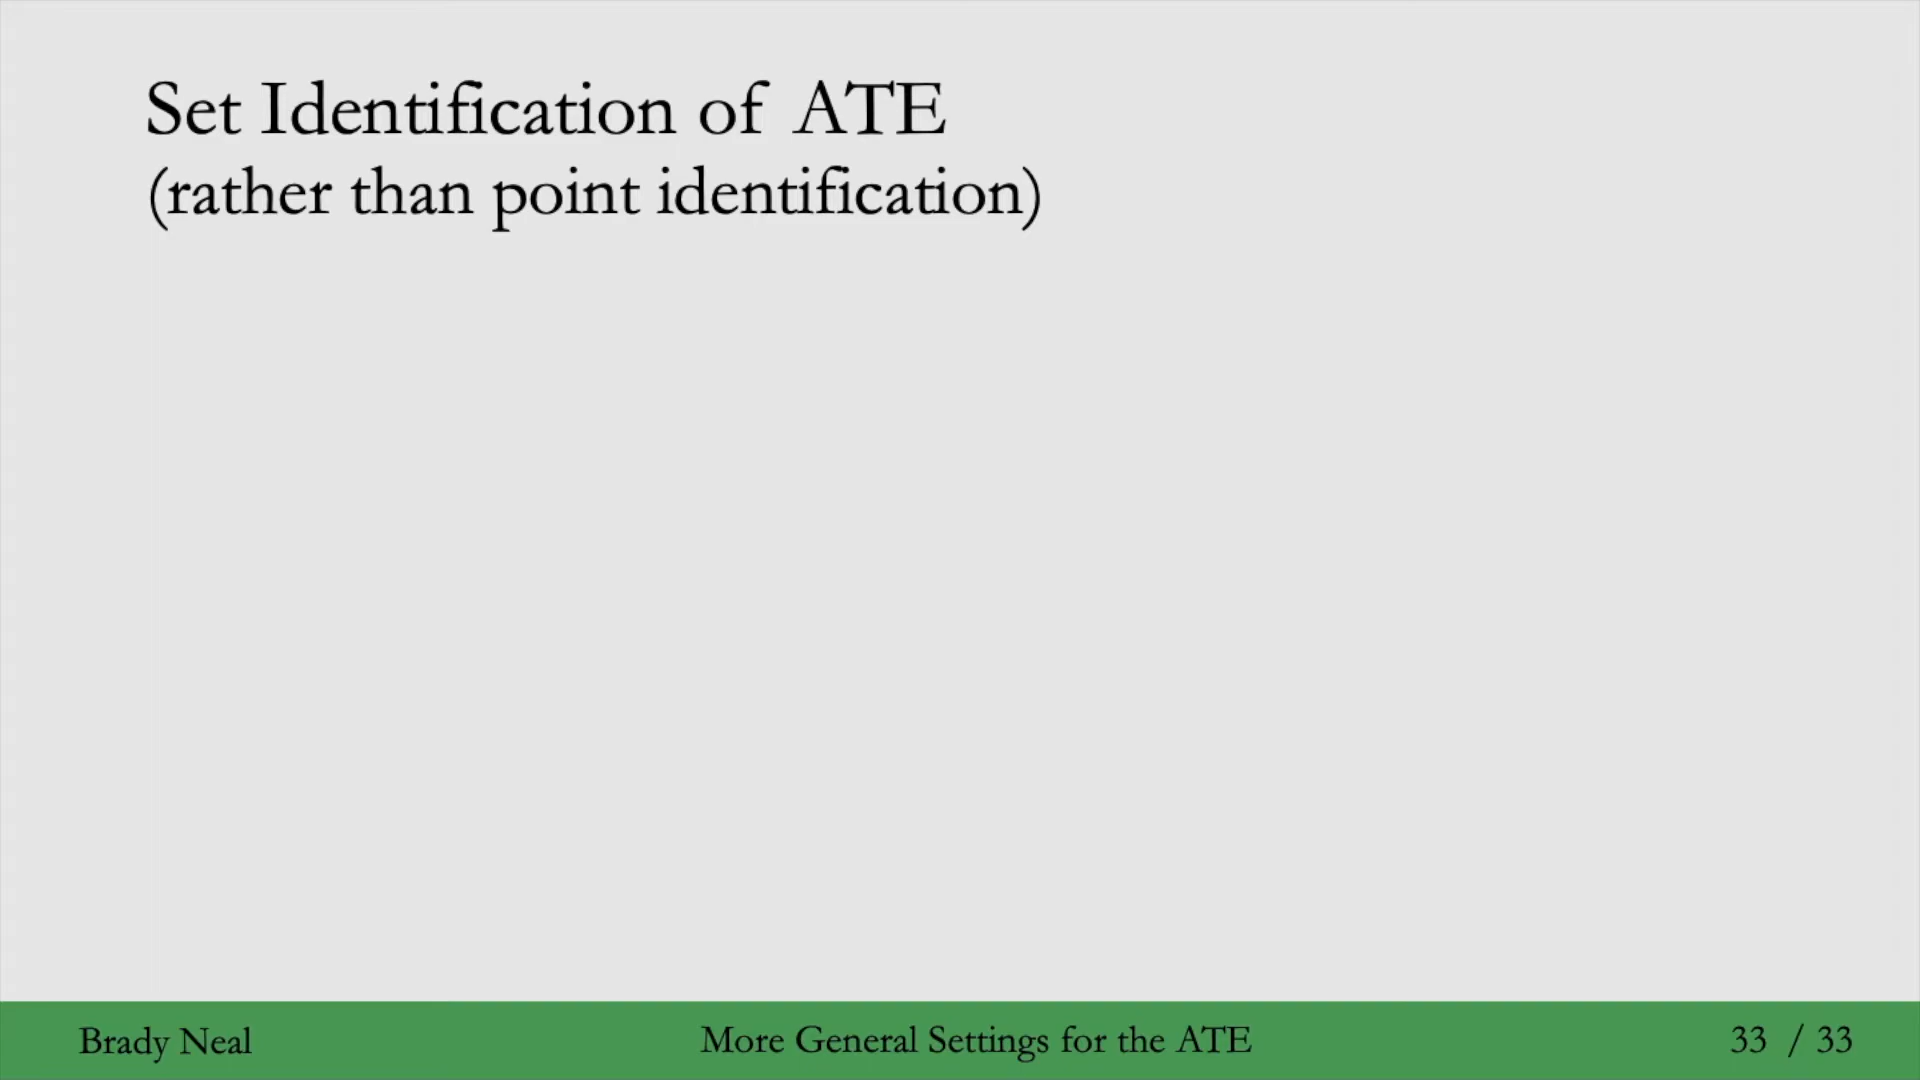 Set Identification of ATE
(rather than point identification)
Brady Neal
More General Settings for the ATE
33 / 33